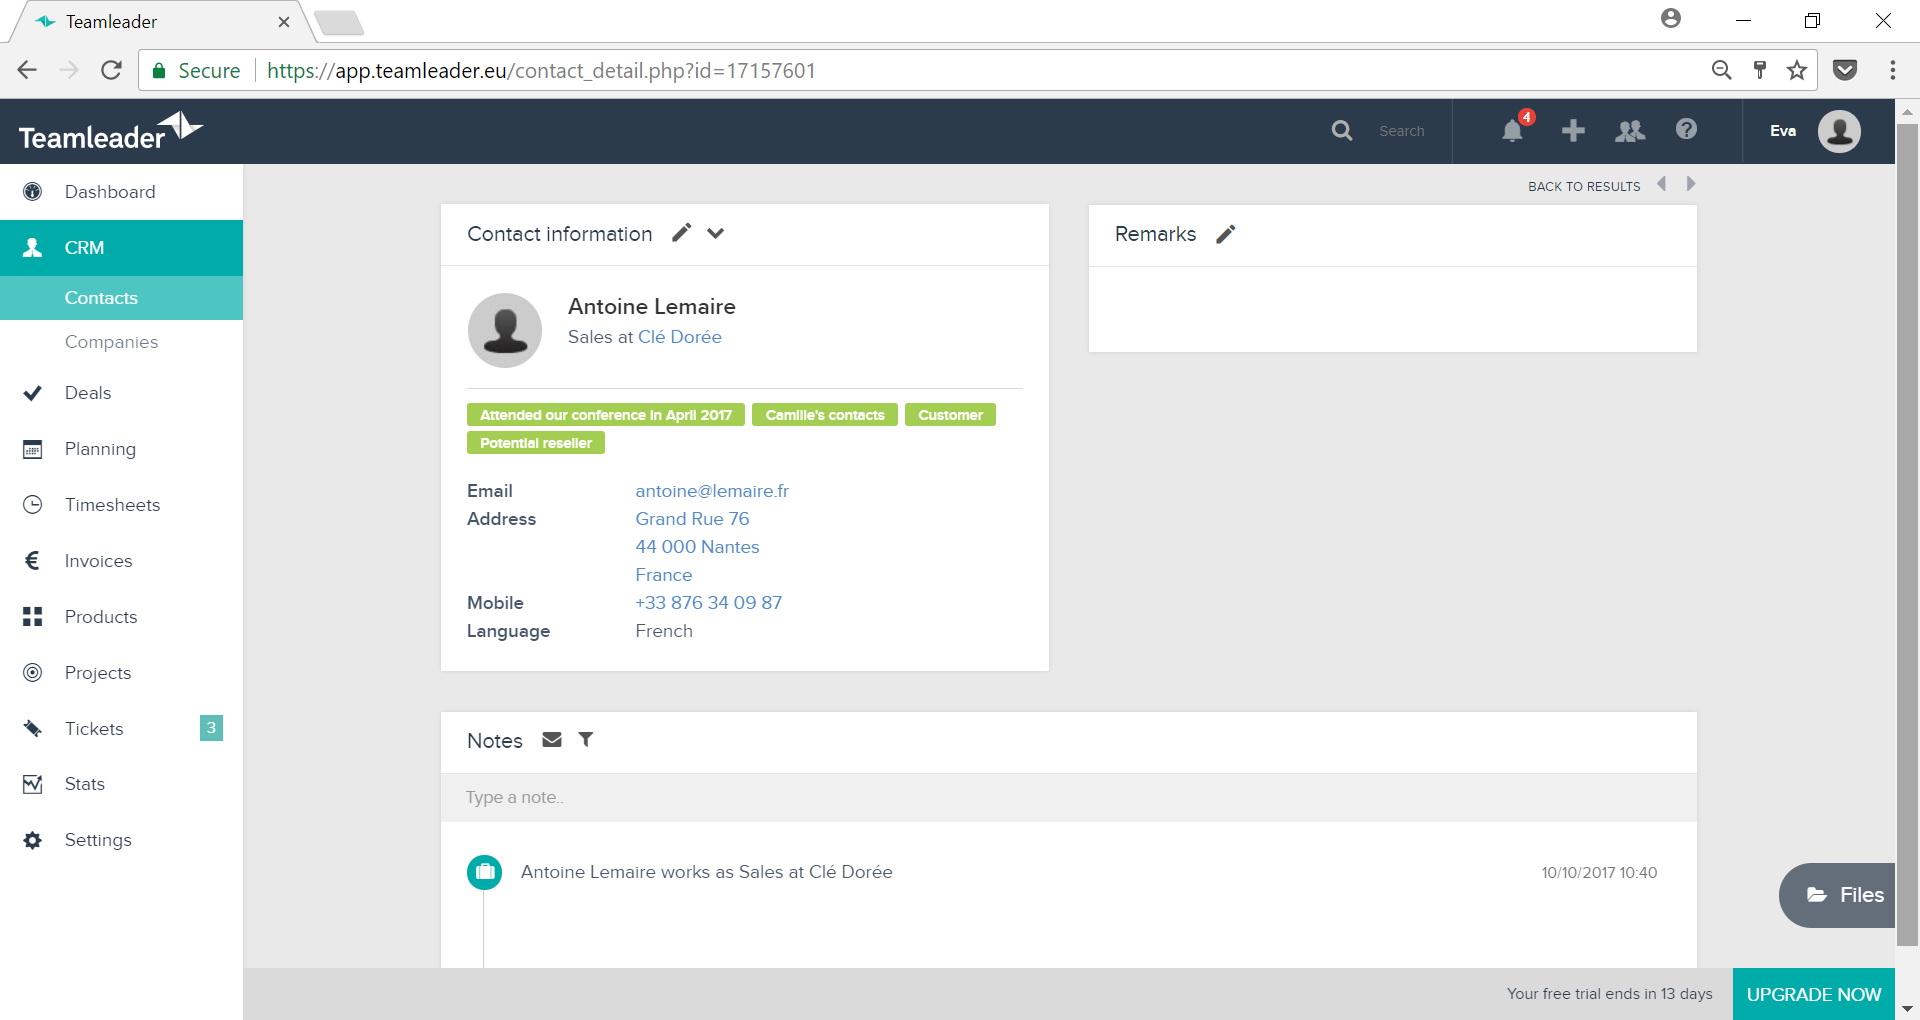 Teamleader
Secure https://app.teamleader.eu/contact_detail.php?id=17157601
Teamleader
Search
4
Eva
Dashboard
CRM
Contacts
Companies
Deals
Planning
Timesheets
Invoices
Products
Projects
Tickets 3
Stats
Settings
BACK TO RESULTS
Contact information
Antoine Lemaire
Sales at Clé Dorée
Attended our conference in April 2017 Camille's contacts Customer
Potential reseller
Email antoine@lemaire.fr
Address Grand Rue 76
44 000 Nantes
France
Mobile +33 876 34 09 87
Language French
Remarks
Notes
Type a note..
Antoine Lemaire works as Sales at Clé Dorée 10/10/2017 10:40
Files
Your free trial ends in 13 days UPGRADE NOW